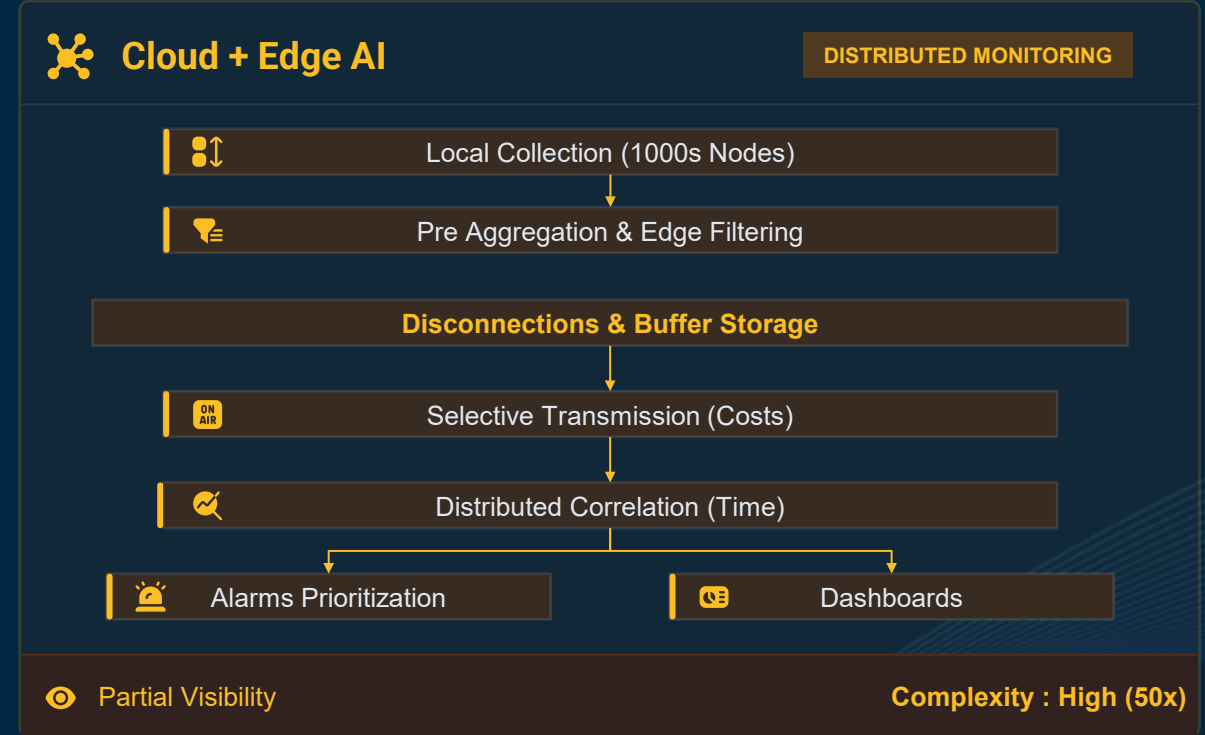 Cloud + Edge AI
DISTRIBUTED MONITORING
Local Collection (1000s Nodes)
Pre Aggregation & Edge Filtering
Disconnections & Buffer Storage
ON
AIR
Selective Transmission (Costs)
Distributed Correlation (Time)
Alarms Prioritization
Dashboards
Partial Visibility
Complexity : High (50x)